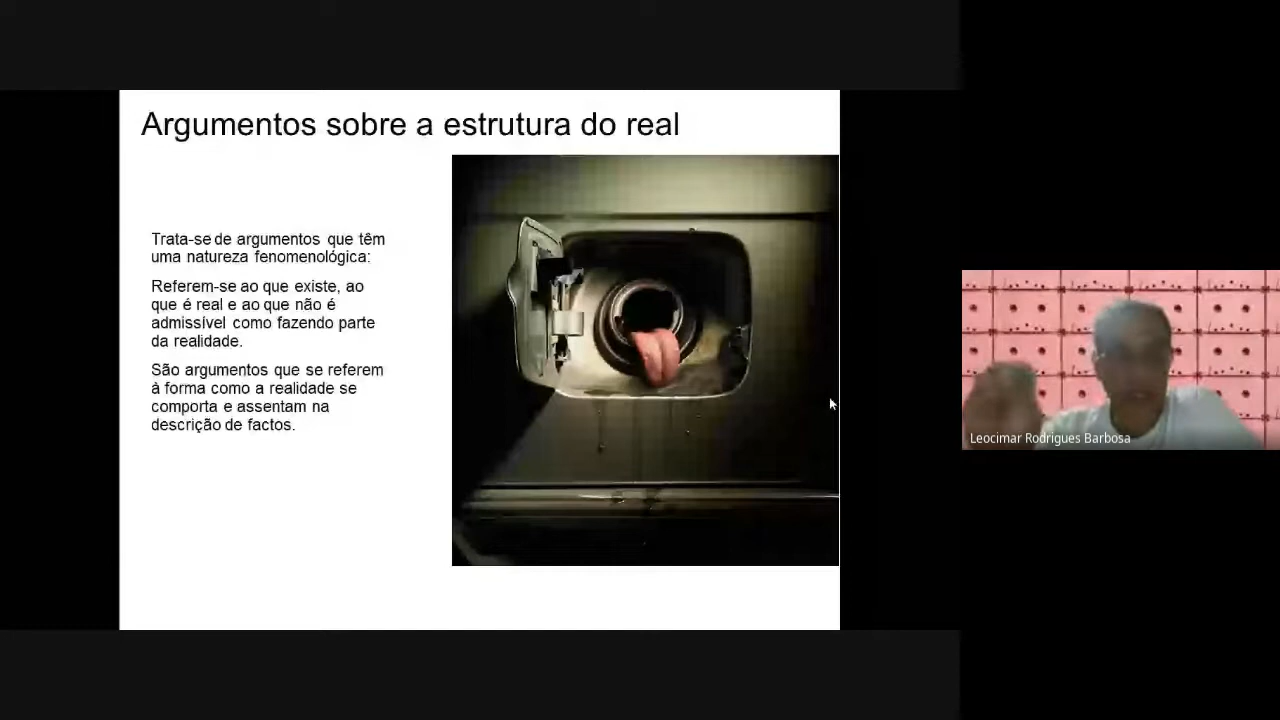 Argumentos sobre a estrutura do real
Trata-se de argumentos que têm
uma natureza fenomenológica:
Referem-se ao que existe, ao
que é real e ao que não é
admissível como fazendo parte
da realidade.
São argumentos que se referem
à forma como a realidade se
comporta e assentam na
descrição de factos.
Leocimar Rodrigues Barbosa